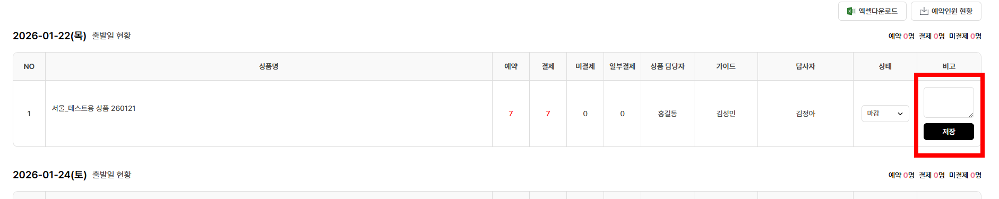 엑셀다운로드 예약인원 현황
2026-01-22(목) 출발일 현황 예약 0명 결제 0명 미결제 0명
NO 상품명 예약 결제 미결제 일부결제 상품 담당자 가이드 답사자 상태 비고
1 서울_테스트용 상품 260121 7 7 0 0 홍길동 김성민 김정아 마감
저장
2026-01-24(토) 출발일 현황 예약 0명 결제 0명 미결제 0명